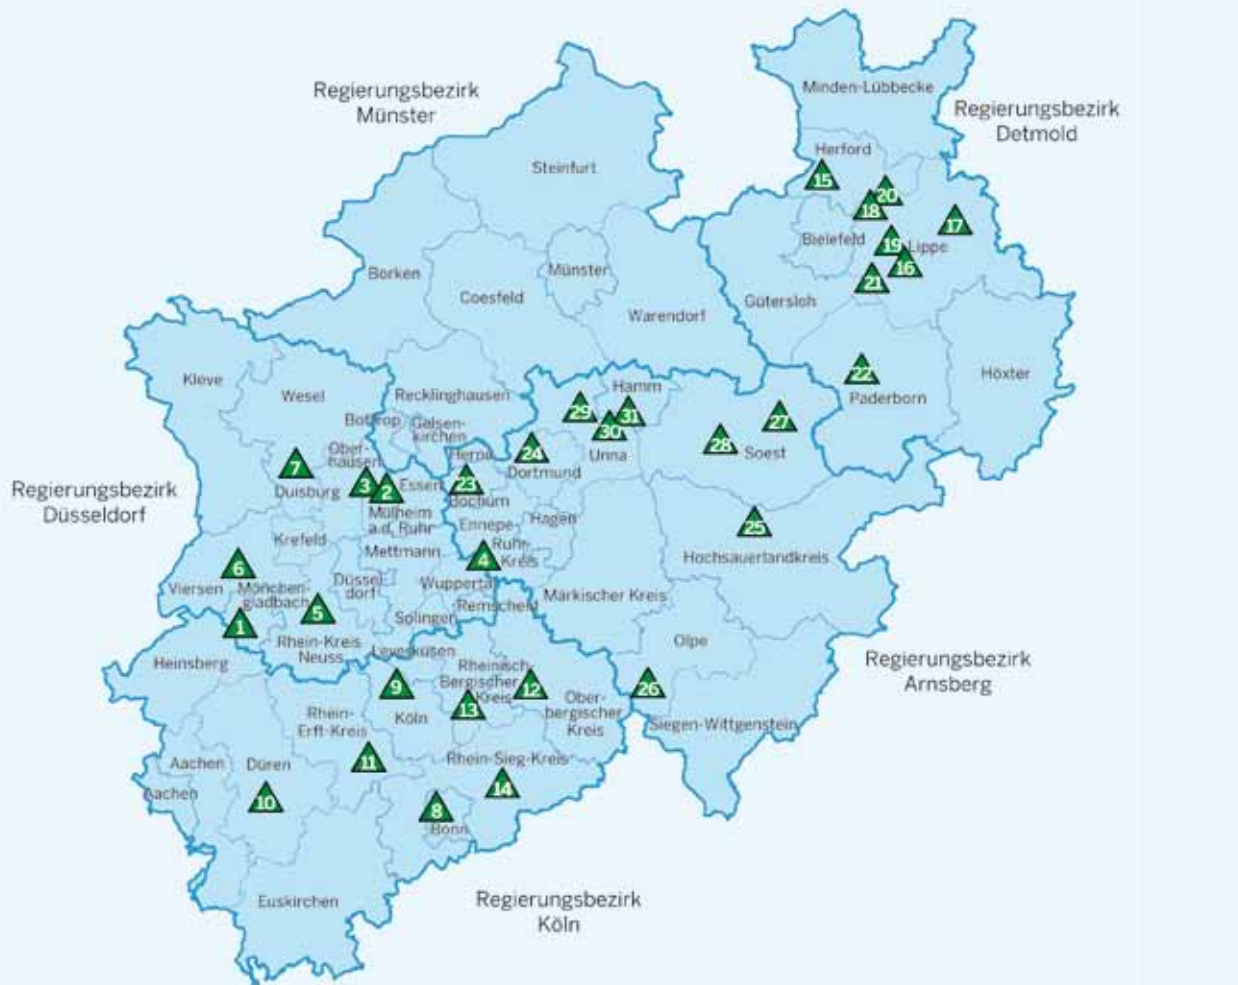 Regierungsbezirk
Münster
Minden-Lübbecke
Regierungsbezirk
Detmold
Herford
Steinfurt
15
20
18
17
Bielefeld
19
Lippe
16
21
Borken
Münster
Coesfeld
Gütersloh
Warendorf
Kleve
Wesel
Recklinghausen
Hamm
22
Paderborn
Höxter
Bottrop
Gelsen-
kirchen
29
31
30
27
28
Soest
Unna
Ober-
hausen
Herne
24
Dortmund
7
Duisburg
3
2
Essen
23
Bochum
Regierungsbezirk
Düsseldorf
Mülheim
a.d. Ruhr
Ennepe-
Ruhr-
Kreis
Hagen
25
Hochsauerlandkreis
Krefeld
Mettmann
4
6
Viersen
Mönchen-
gladbach
Düssel-
dorf
Wuppertal
Märkischer Kreis
5
Solingen
Remscheid
1
Rhein-Kreis
Neuss
Olpe
Heinsberg
Leverkusen
Rheinisch-
Bergischer
Kreis
Regierungsbezirk
Arnsberg
9
Köln
12
13
26
Ober-
bergischer
Kreis
Siegen-Wittgenstein
Rhein-
Erft-Kreis
11
Rhein-Sieg-Kreis
Aachen
Düren
Aachen
10
14
8
Bonn
Euskirchen
Regierungsbezirk
Köln